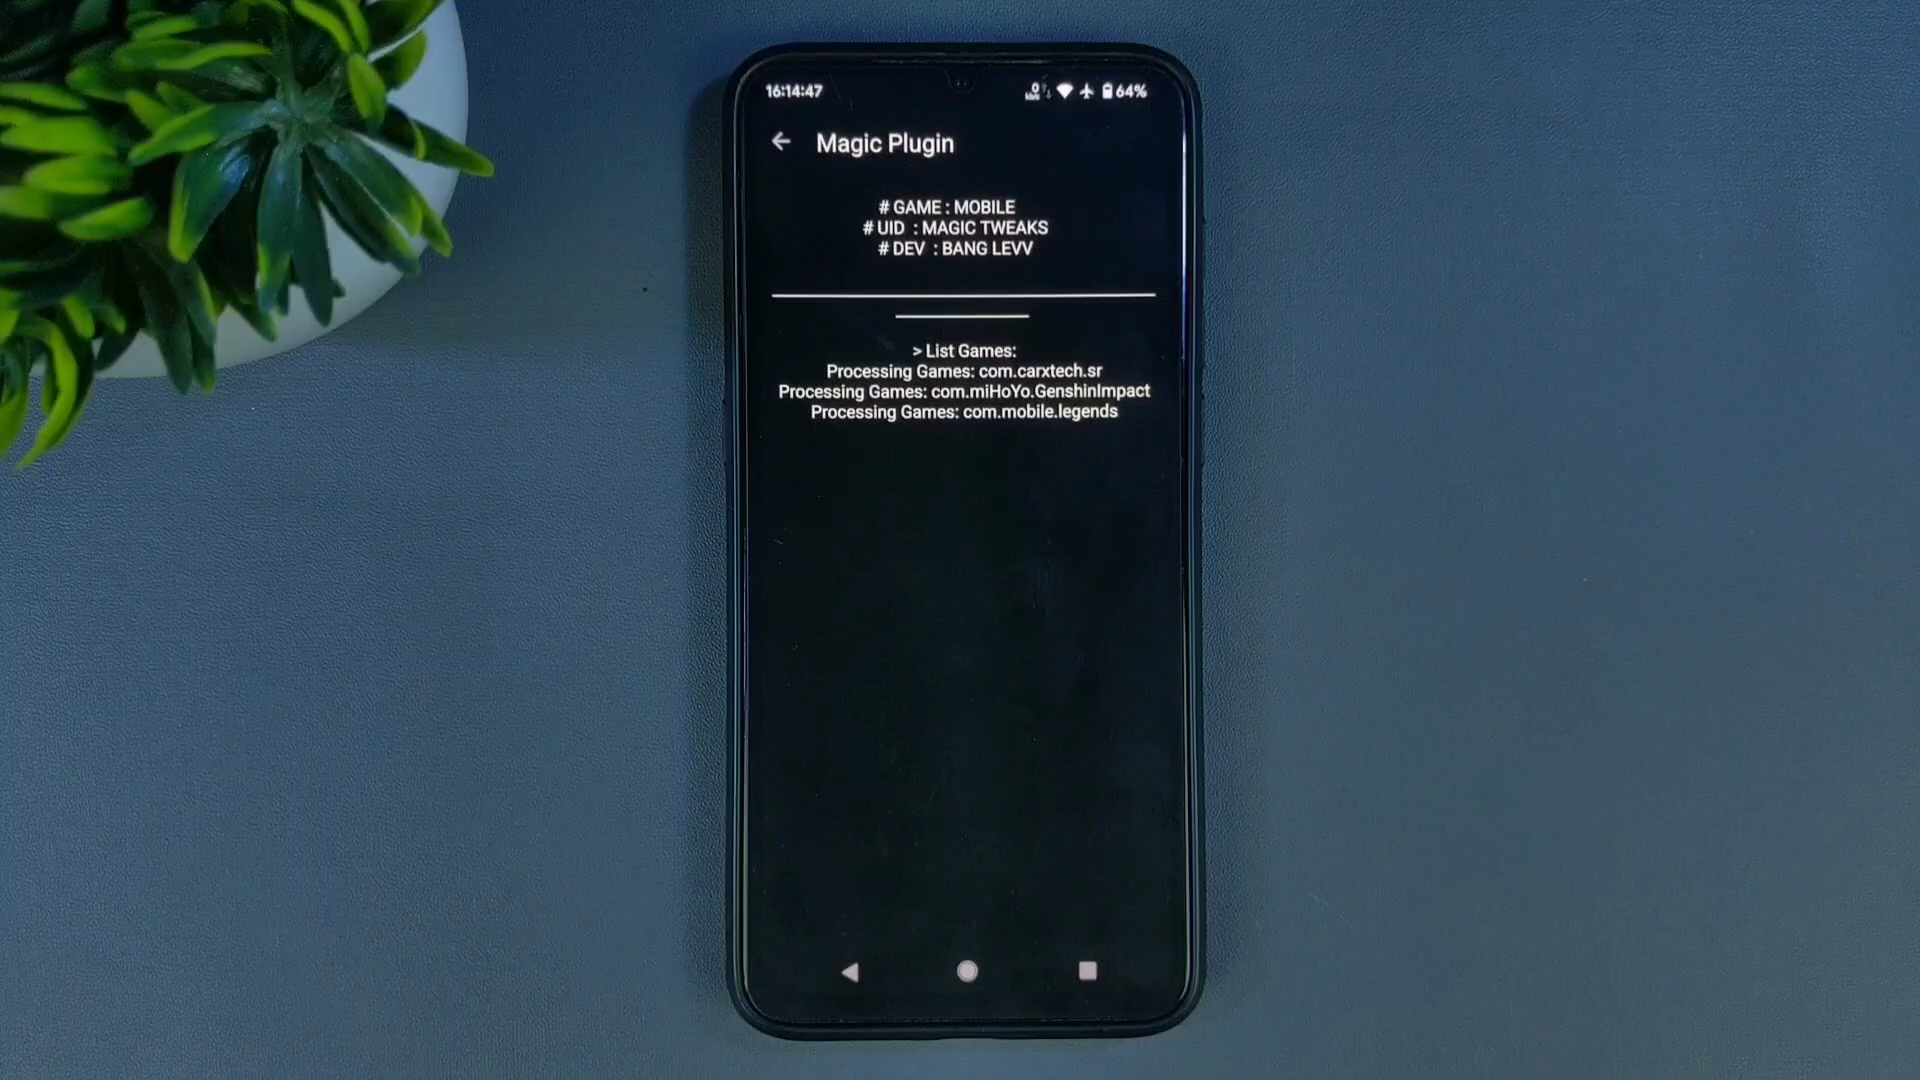 16:14:47
64%
Magic Plugin
# GAME : MOBILE
# UID : MAGIC TWEAKS
# DEV : BANG LEVV
> List Games:
Processing Games: com.carxtech.sr
Processing Games: com.miHoYo.GenshinImpact
Processing Games: com.mobile.legends